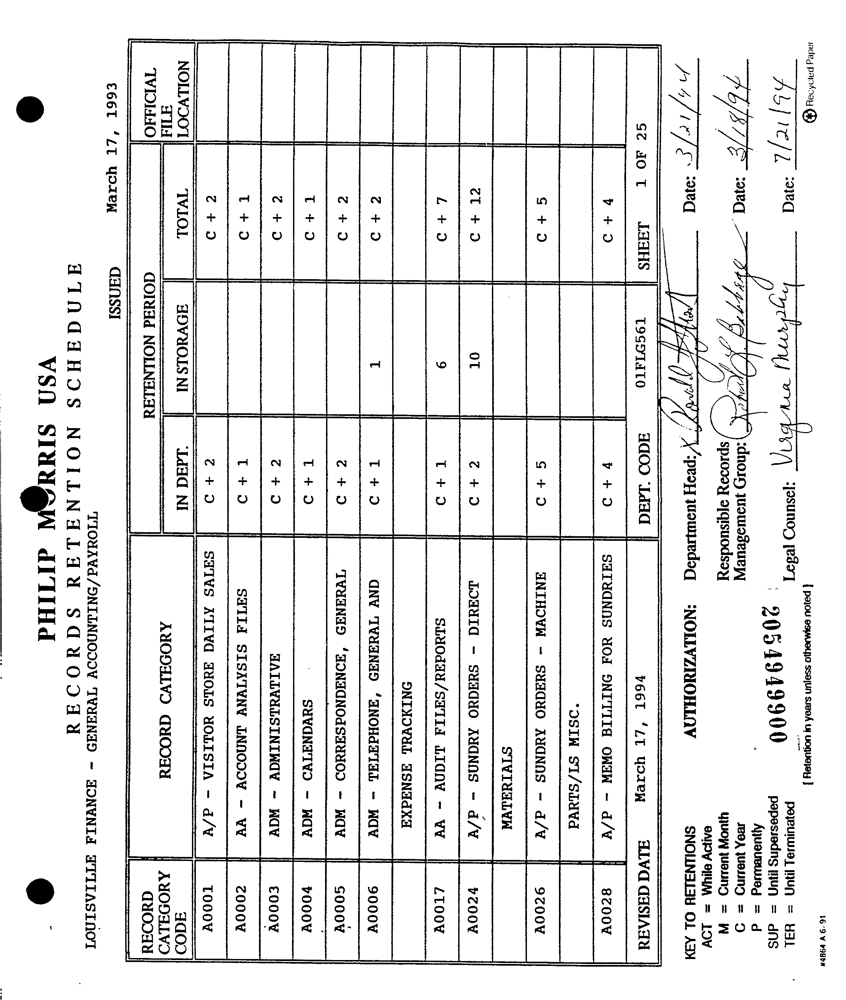 PHILIP MORRIS USA
RECORDS RETENTION SCHEDULE
LOUISVILLE FINANCE - GENERAL ACCOUNTING/PAYROLL
ISSUED March 17, 1993
RECORD CATEGORY CODE RECORD CATEGORY RETENTION PERIOD OFFICIAL FILE LOCATION
IN DEPT. IN STORAGE TOTAL
A0001 A/P - VISITOR STORE DAILY SALES C + 2 C + 2
A0002 AA - ACCOUNT ANALYSIS FILES C + 1 C + 1
A0003 ADM - ADMINISTRATIVE C + 2 C + 2
A0004 ADM - CALENDARS C + 1 C + 1
A0005 ADM - CORRESPONDENCE, GENERAL C + 2 C + 2
A0006 ADM - TELEPHONE, GENERAL AND C + 1 1 C + 2
EXPENSE TRACKING
A0017 AA - AUDIT FILES/REPORTS C + 1 6 C + 7
A0024 A/P - SUNDRY ORDERS - DIRECT C + 2 10 C + 12
MATERIALS
A0026 A/P - SUNDRY ORDERS - MACHINE C + 5 C + 5
PARTS/LS MISC.
A0028 A/P - MEMO BILLING FOR SUNDRIES C + 4 C + 4
REVISED DATE March 17, 1994 DEPT. CODE 01FLG561 SHEET 1 OF 25
KEY TO RETENTIONS
ACT = While Active
M = Current Month
C = Current Year
P = Permanently
SUP = Until Superseded
TER = Until Terminated
AUTHORIZATION:
Department Head: X Date: 3/21/94
Responsible Records
Management Group: Date: 3/18/94
Legal Counsel: Virginia Murphy Date: 7/21/94
2054949900
[ Retention in years unless otherwise noted ]
#4864 A 6-91
Recycled Paper